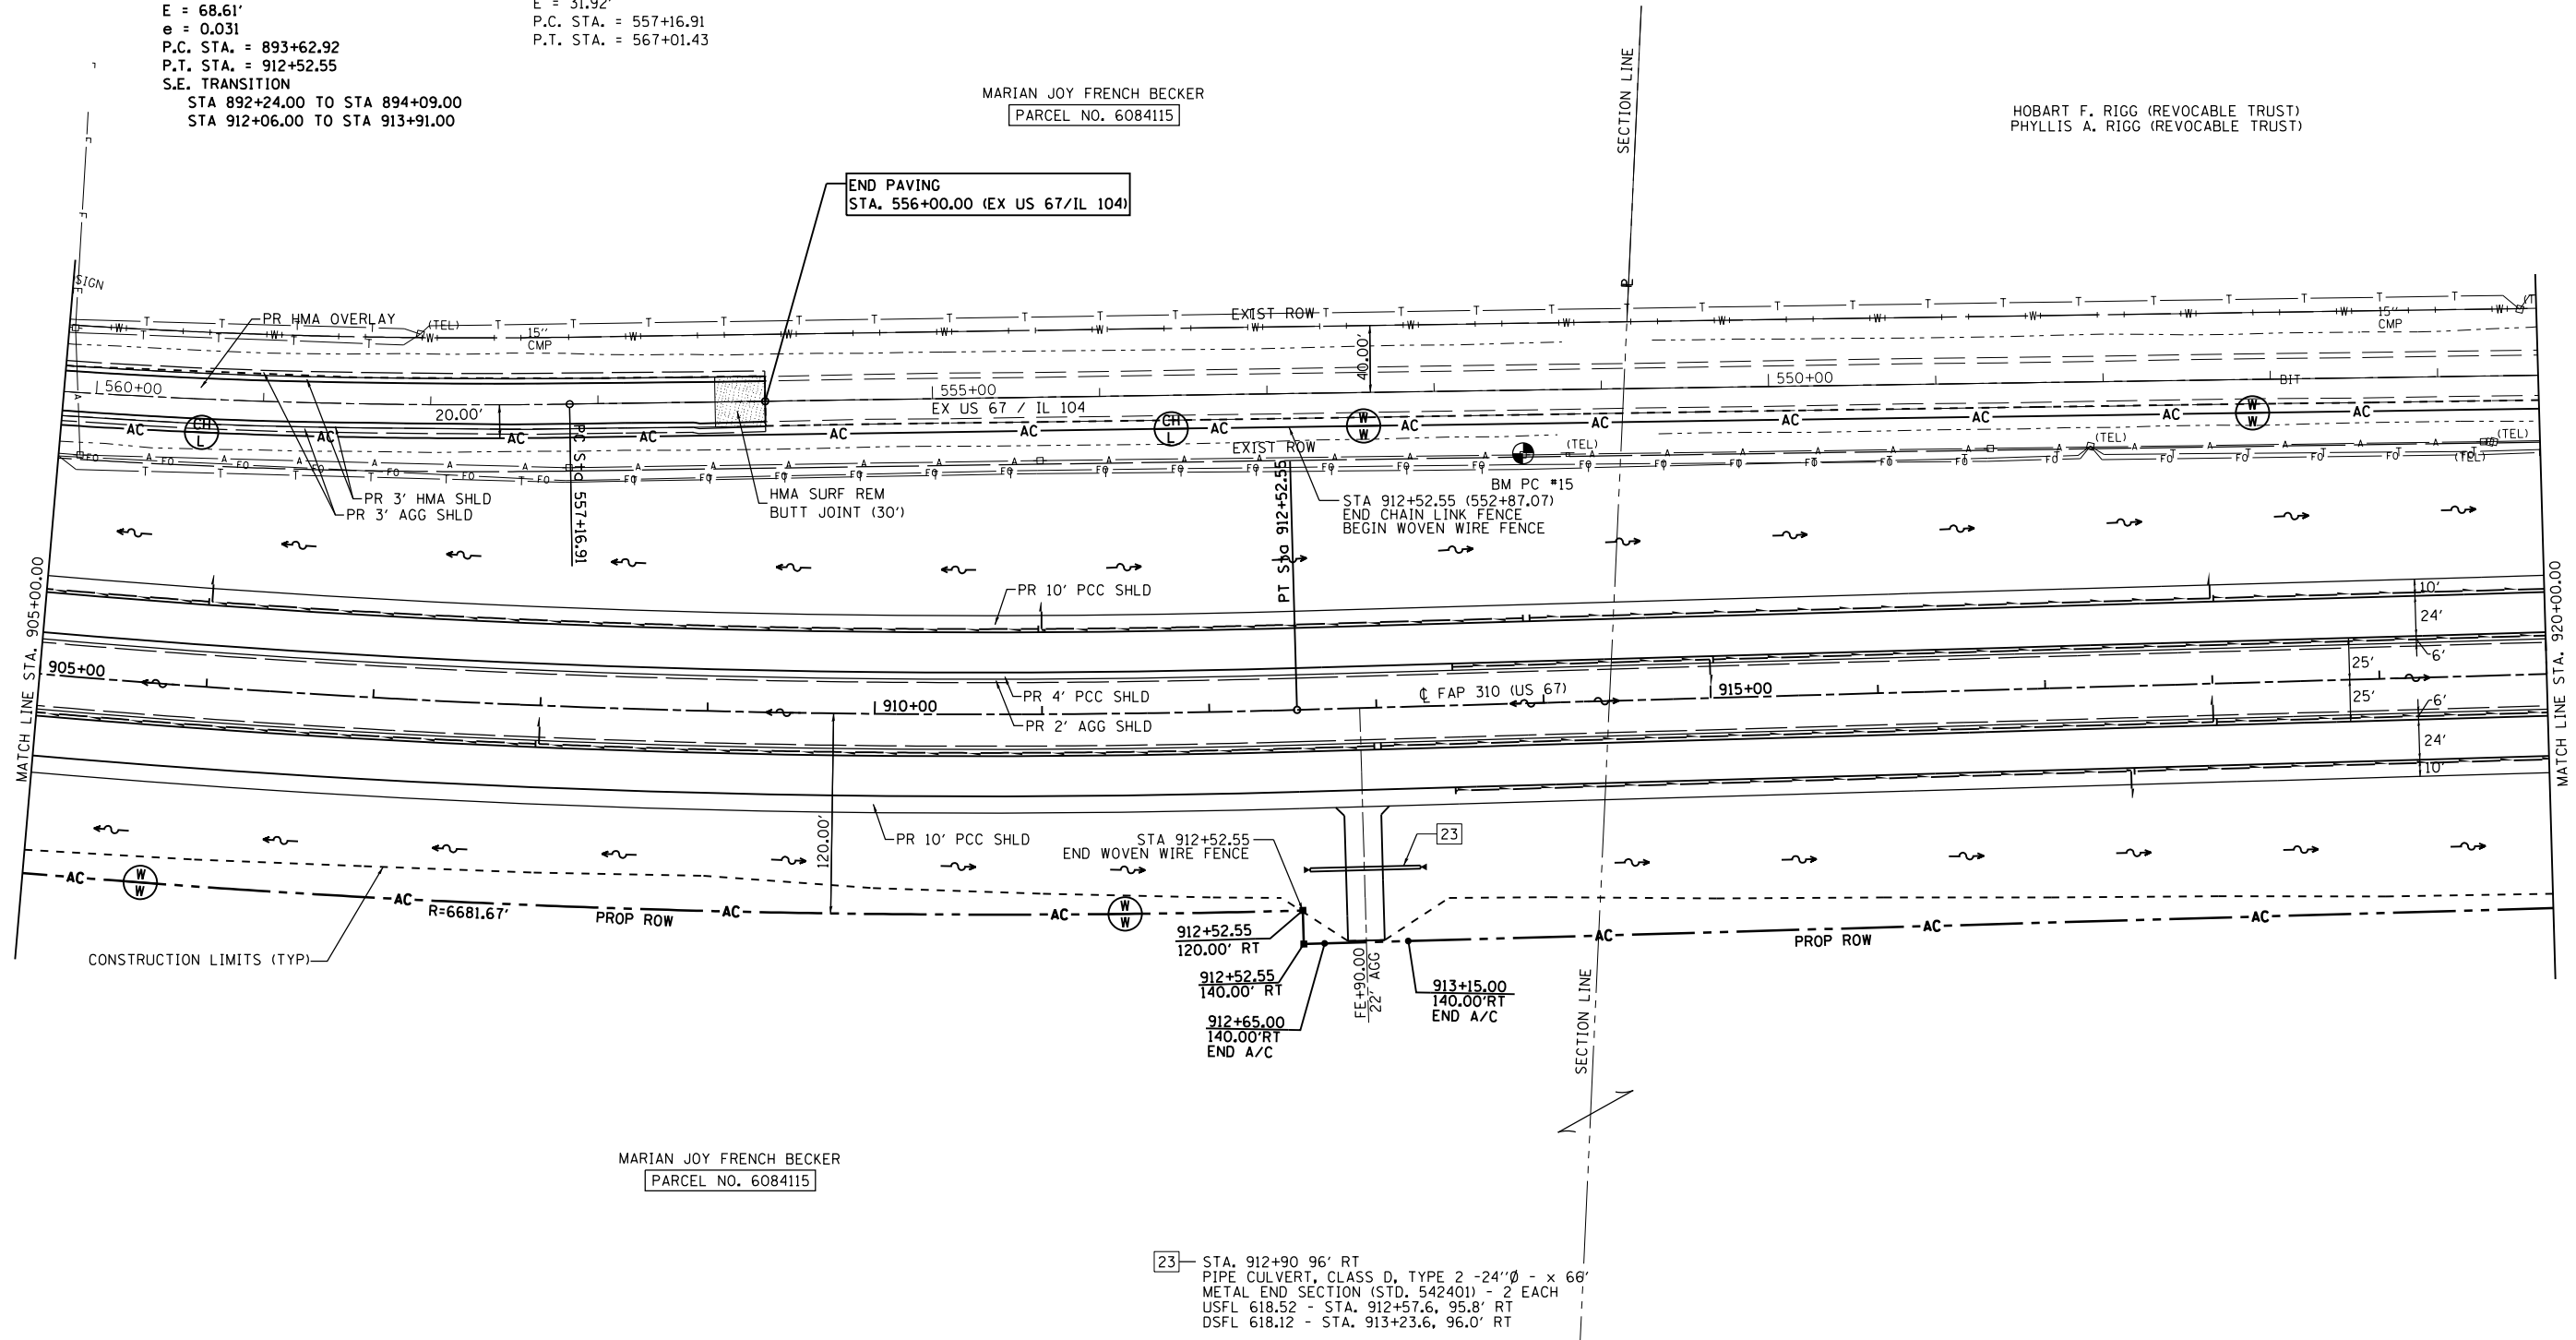 E = 68.61'
e = 0.031
P.C. STA. = 893+62.92
P.T. STA. = 912+52.55
S.E. TRANSITION
STA 892+24.00 TO STA 894+09.00
STA 912+06.00 TO STA 913+91.00
E = 31.92'
P.C. STA. = 557+16.91
P.T. STA. = 567+01.43
MARIAN JOY FRENCH BECKER
PARCEL NO. 6084115
SECTION LINE
HOBART F. RIGG (REVOCABLE TRUST)
PHYLLIS A. RIGG (REVOCABLE TRUST)
END PAVING
STA. 556+00.00 (EX US 67/IL 104)
SIGN
PR HMA OVERLAY
(TEL)
15''
CMP
EXIST ROW
15''
CMP
40.00'
560+00
555+00
550+00
BIT
20.00'
EX US 67 / IL 104
CH
L
CH
L
W
W
W
W
AC AC AC AC AC AC AC AC AC AC AC AC AC
EXIST ROW
(TEL)
(TEL)
(TEL)
(TEL)
PC Sta 557+16.91
PT Sta 912+52.55
PR 3' HMA SHLD
PR 3' AGG SHLD
HMA SURF REM
BUTT JOINT (30')
BM PC #15
STA 912+52.55 (552+87.07)
END CHAIN LINK FENCE
BEGIN WOVEN WIRE FENCE
MATCH LINE STA. 905+00.00
PR 10' PCC SHLD
10'
24'
6'
25'
905+00
PR 4' PCC SHLD
℄ FAP 310 (US 67)
915+00
910+00
PR 2' AGG SHLD
25'
6'
24'
10'
MATCH LINE STA. 920+00.00
120.00'
PR 10' PCC SHLD
STA 912+52.55
END WOVEN WIRE FENCE
23
AC
W
W
AC
R=6681.67'
PROP ROW
AC
AC
W
W
912+52.55
120.00' RT
912+52.55
140.00' RT
912+65.00
140.00'RT
END A/C
FE+90.00
22' AGG
913+15.00
140.00'RT
END A/C
AC
PROP ROW
AC
AC
CONSTRUCTION LIMITS (TYP)
SECTION LINE
MARIAN JOY FRENCH BECKER
PARCEL NO. 6084115
23 STA. 912+90 96' RT
PIPE CULVERT, CLASS D, TYPE 2 -24''Ø - x 66'
METAL END SECTION (STD. 542401) - 2 EACH
USFL 618.52 - STA. 912+57.6, 95.8' RT
DSFL 618.12 - STA. 913+23.6, 96.0' RT